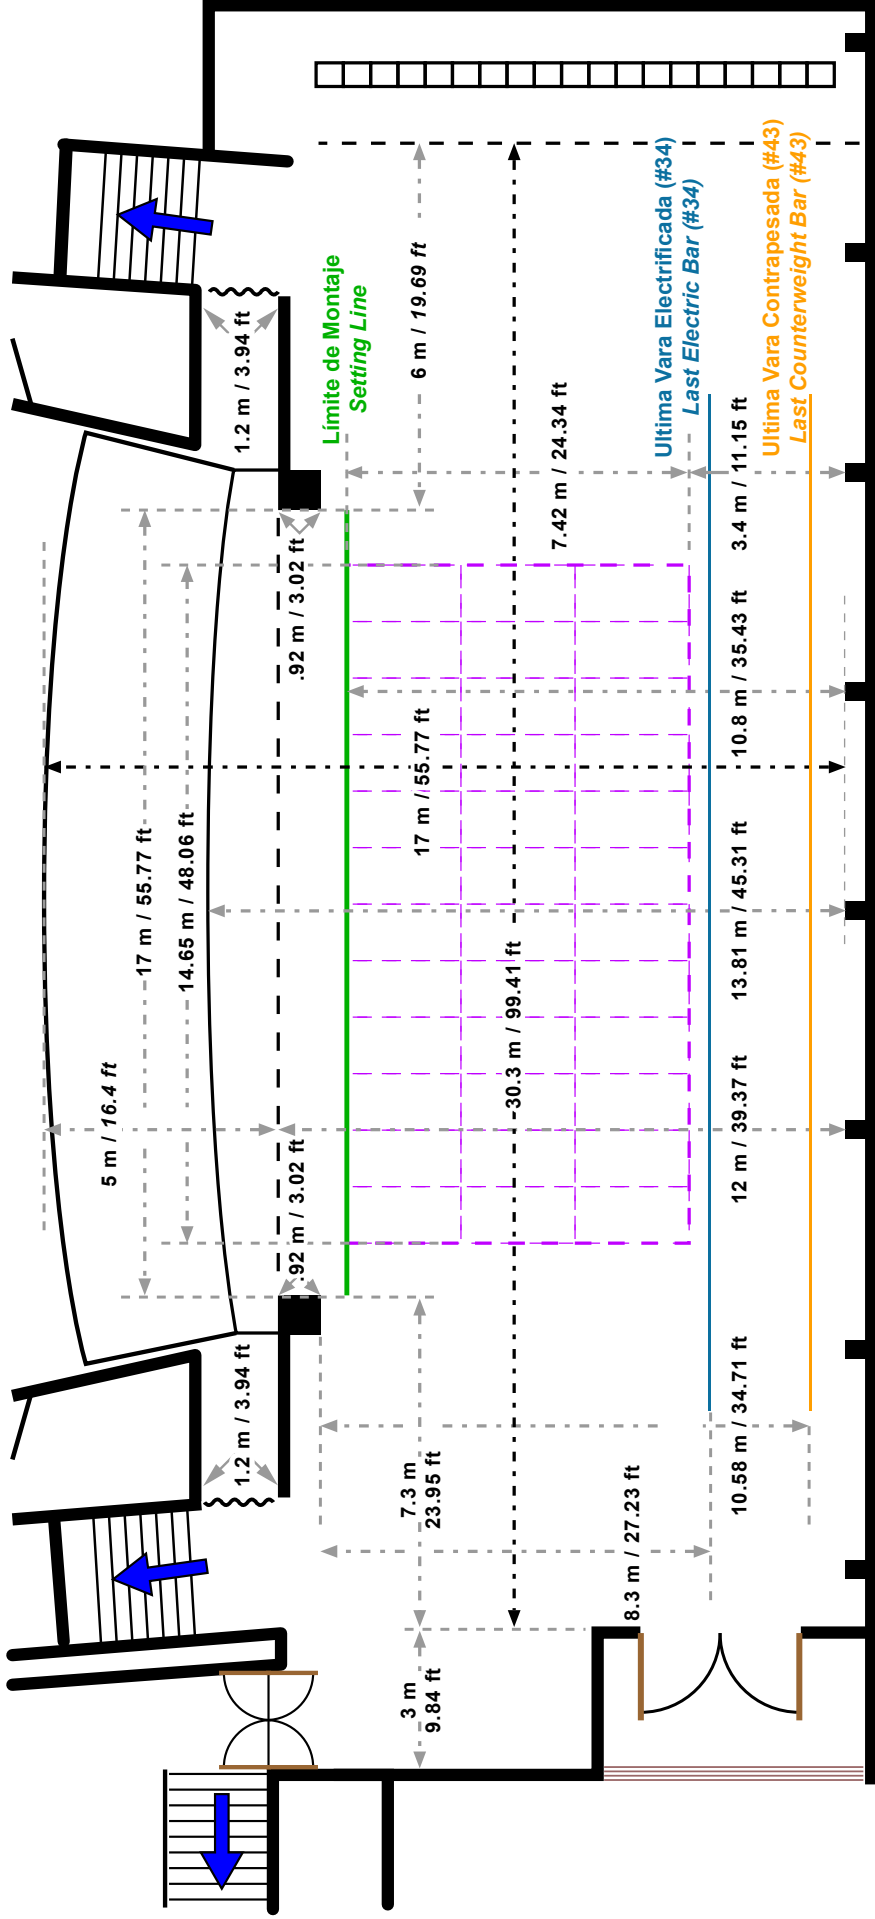 1.2 m / 3.94 ft
Límite de Montaje
Setting Line
6 m / 19.69 ft
Ultima Vara Electrificada (#34)
Last Electric Bar (#34)
Ultima Vara Contrapesada (#43)
Last Counterweight Bar (#43)
7.42 m / 24.34 ft
3.4 m / 11.15 ft
.92 m / 3.02 ft
17 m / 55.77 ft
14.65 m / 48.06 ft
17 m / 55.77 ft
10.8 m / 35.43 ft
13.81 m / 45.31 ft
30.3 m / 99.41 ft
5 m / 16.4 ft
.92 m / 3.02 ft
12 m / 39.37 ft
1.2 m / 3.94 ft
7.3 m
23.95 ft
10.58 m / 34.71 ft
8.3 m / 27.23 ft
3 m
9.84 ft